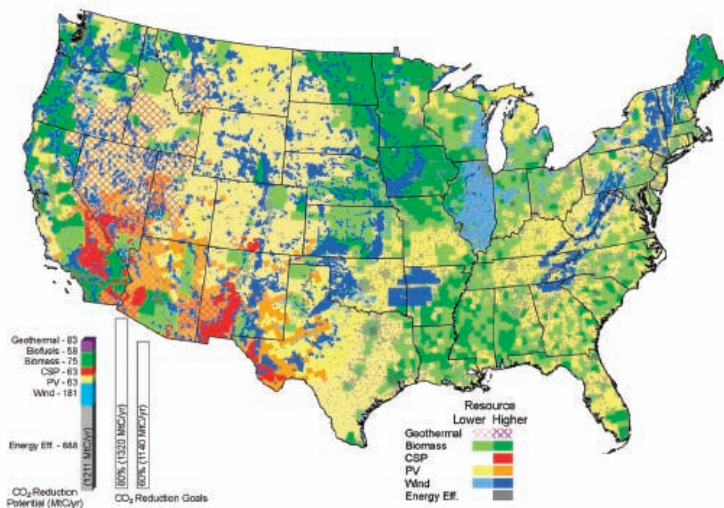 Geothermal - 83
Biofuels - 58
Biomass - 75
CSP - 63
PV - 63
Wind - 181
Energy Eff. - 688
(1211 MtC/yr)
80% (1320 MtC/yr)
60% (1140 MtC/yr)
CO₂ Reduction
Potential (MtC/yr)
CO₂ Reduction Goals
Resource
Lower Higher
Geothermal
Biomass
CSP
PV
Wind
Energy Eff.